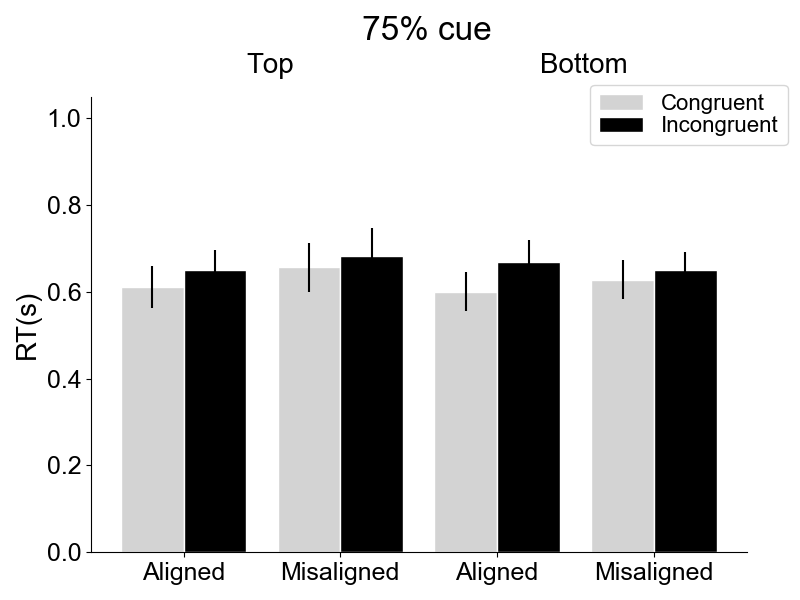 75% cue
Top
Bottom
Congruent
Incongruent
RT(s)
1.0
0.8
0.6
0.4
0.2
0.0
Aligned
Misaligned
Aligned
Misaligned